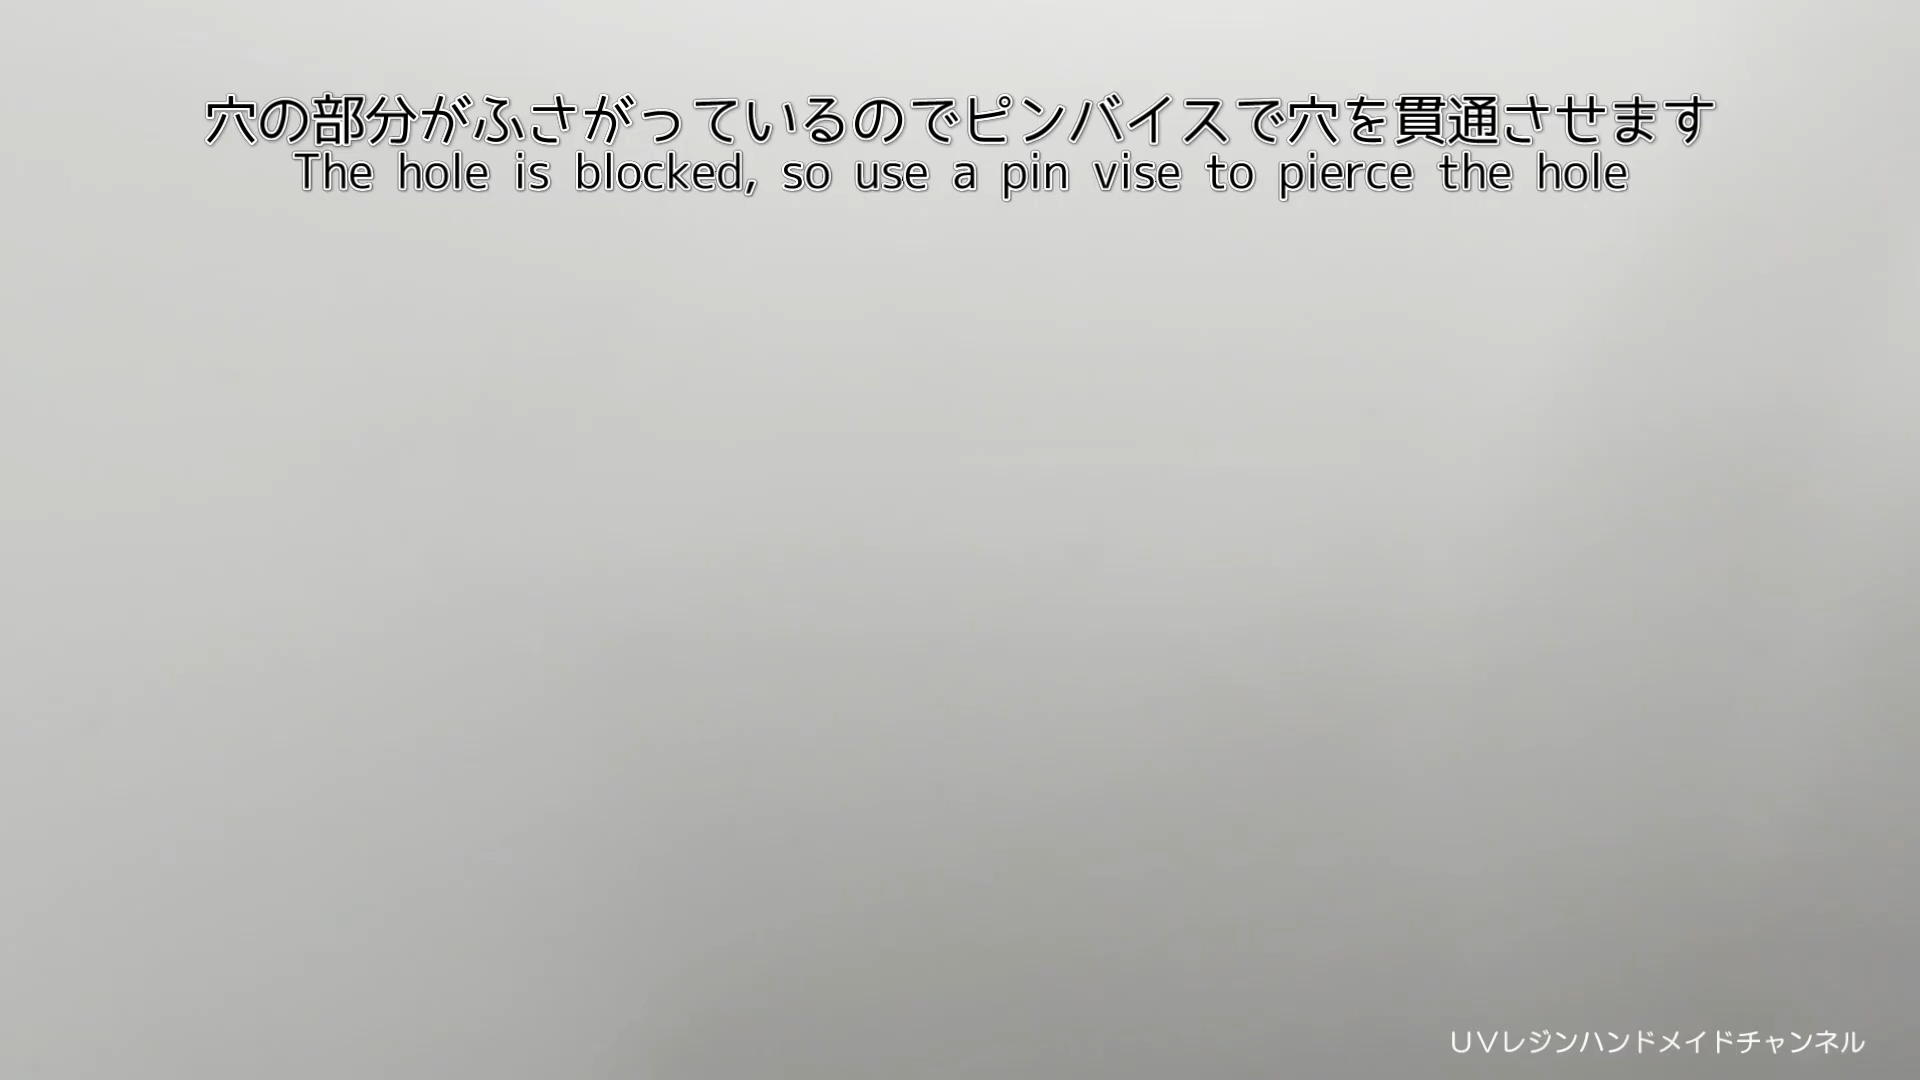 穴の部分がふさがっているのでピンバイスで穴を貫通させます
The hole is blocked, so use a pin vise to pierce the hole
UVレジンハンドメイドチャンネル